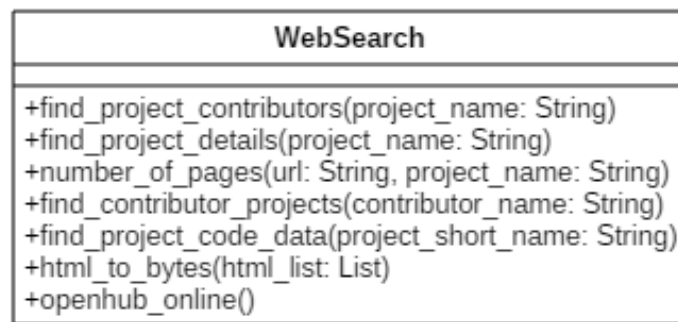 WebSearch
+find_project_contributors(project_name: String)
+find_project_details(project_name: String)
+number_of_pages(url: String, project_name: String)
+find_contributor_projects(contributor_name: String)
+find_project_code_data(project_short_name: String)
+html_to_bytes(html_list: List)
+openhub_online()